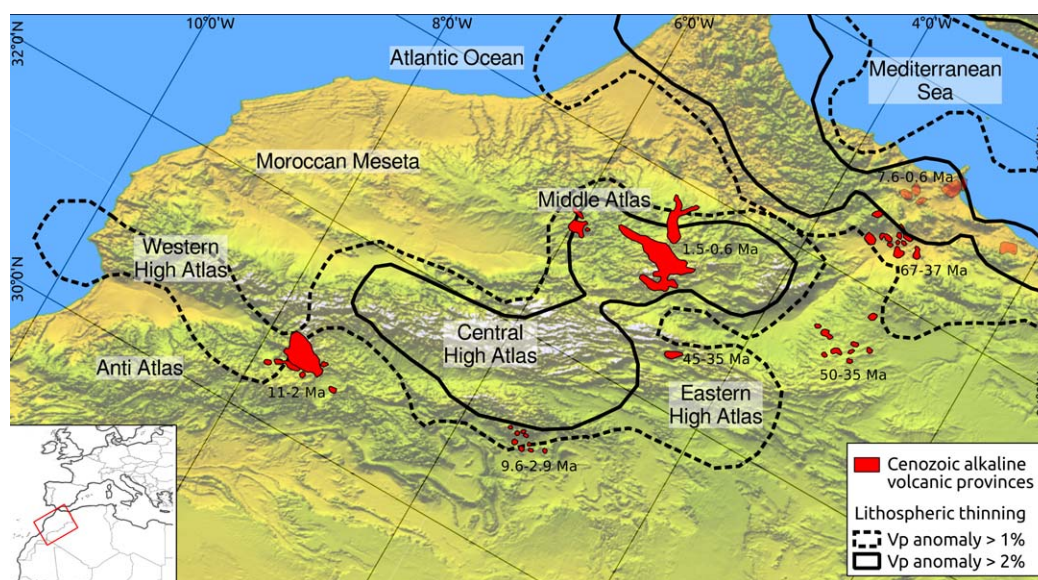 10°0'W
8°0'W
6°0'W
4°0'W
32°0'N
30°0'N
Atlantic Ocean
Mediterranean
Sea
Moroccan Meseta
7.6-0.6 Ma
Middle Atlas
Western
High Atlas
1.5-0.6 Ma
67-37 Ma
Central
High Atlas
Anti Atlas
11-2 Ma
45-35 Ma
50-35 Ma
Eastern
High Atlas
9.6-2.9 Ma
Cenozoic alkaline
volcanic provinces
Lithospheric thinning
Vp anomaly > 1%
Vp anomaly > 2%